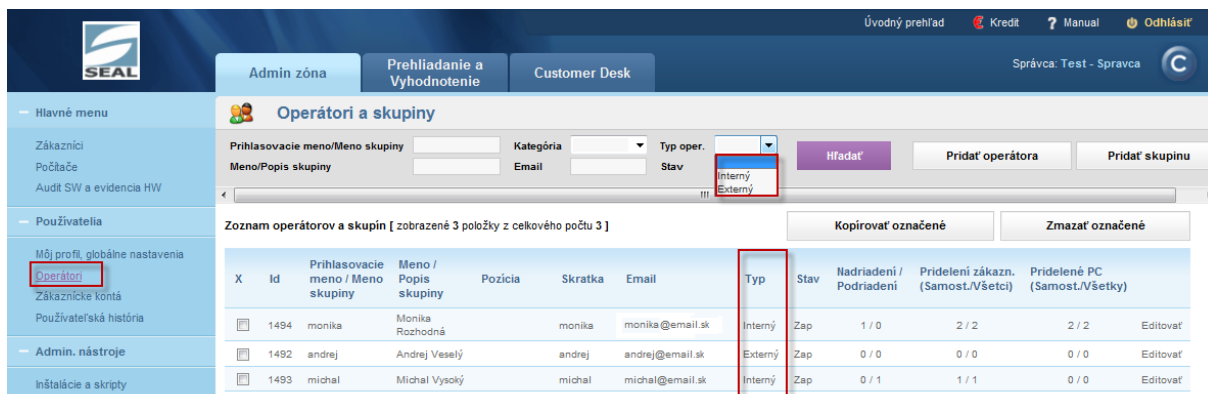 Úvodný prehľad
Kredit
? Manual
Odhlásiť
SEAL
Admin zóna
Prehliadanie a
Vyhodnotenie
Customer Desk
Správca: Test - Spravca
C
Hlavné menu
Zákazníci
Počítače
Audit SW a evidencia HW
Používatelia
Môj profil, globálne nastavenia
Operátori
Zákaznícke kontá
Používateľská história
Admin. nástroje
Inštalácie a skripty
Operátori a skupiny
Prihlasovacie meno/Meno skupiny
Kategória
Typ oper.
Meno/Popis skupiny
Email
Stav
Interný
Externý
Hľadať
Pridať operátora
Pridať skupinu
Zoznam operátorov a skupín [ zobrazené 3 položky z celkového počtu 3 ]
Kopírovať označené
Zmazať označené
X Id Prihlasovacie meno / Meno skupiny Meno / Popis skupiny Pozícia Skratka Email Typ Stav Nadriadení / Podriadení Pridelení zákazn. (Samost./Všetci) Pridelené PC (Samost./Všetky)
1494 monika Monika Rozhodná monika monika@email.sk Interný Zap 1 / 0 2 / 2 2 / 2 Editovať
1492 andrej Andrej Veselý andrej andrej@email.sk Externý Zap 0 / 0 0 / 0 0 / 0 Editovať
1493 michal Michal Vysoký michal michal@email.sk Interný Zap 0 / 1 1 / 1 0 / 0 Editovať